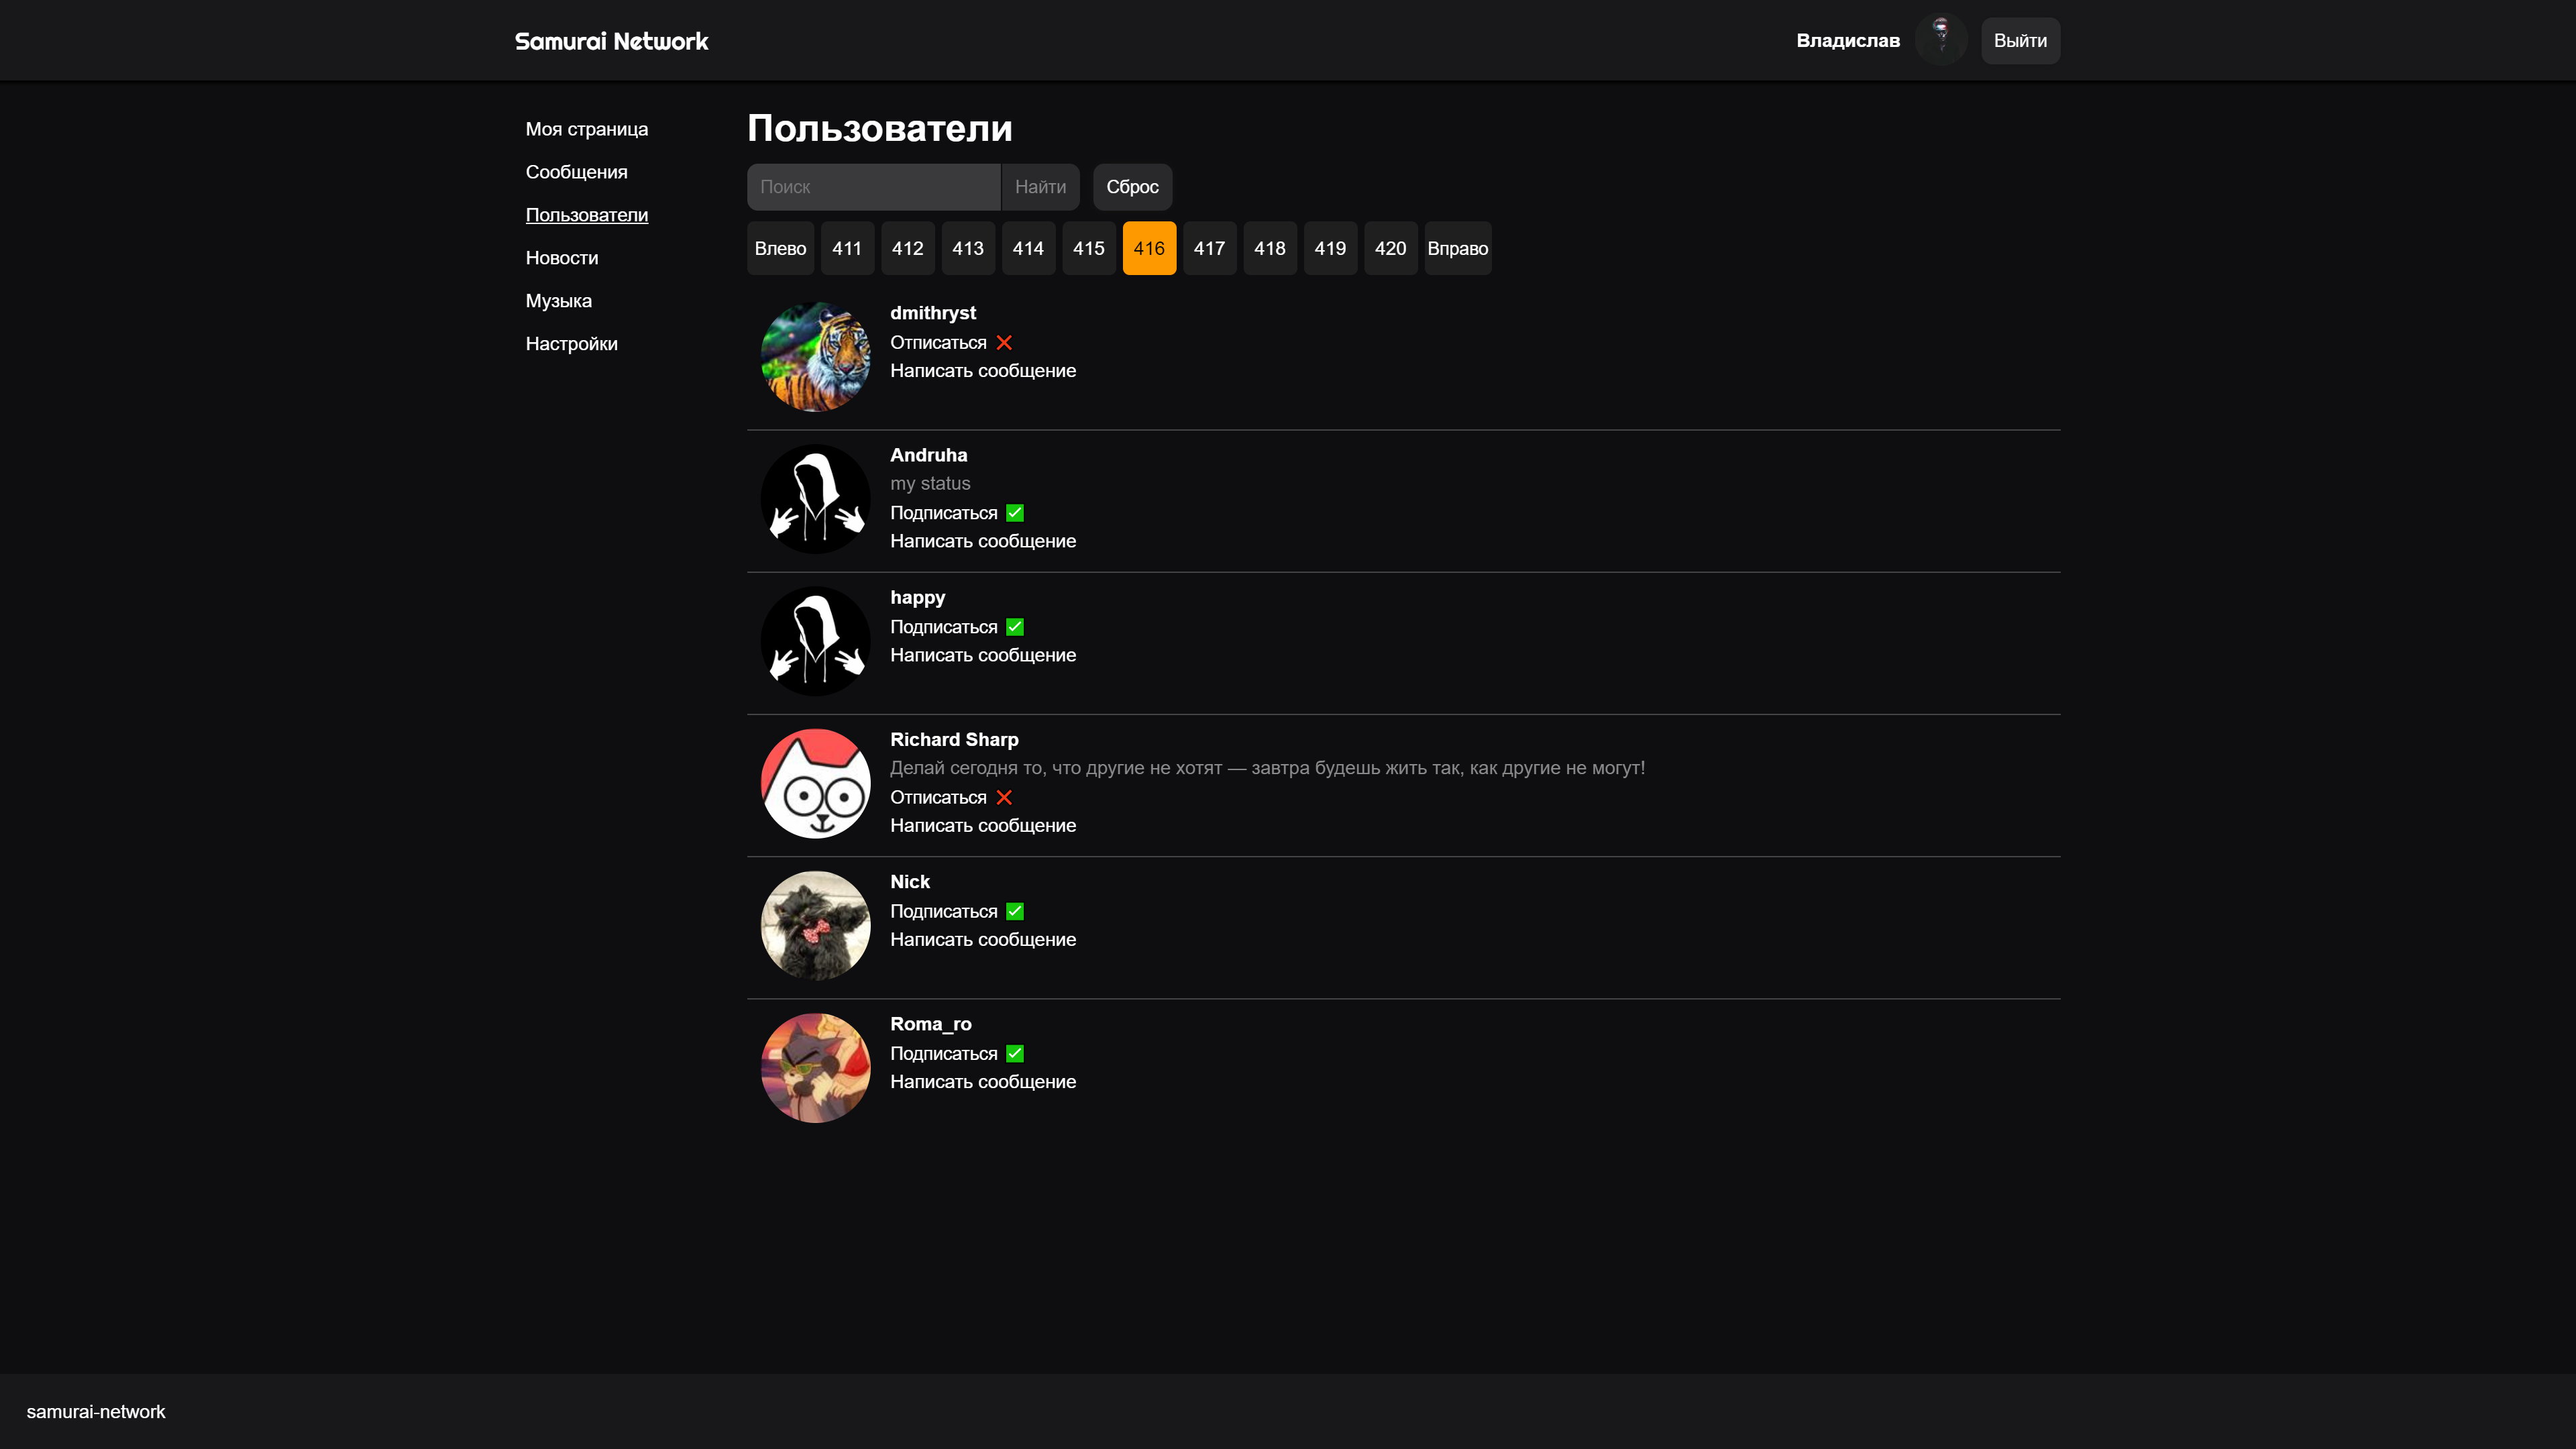 Samurai Network
Владислав
Выйти
Моя страница
Сообщения
Пользователи
Новости
Музыка
Настройки
Пользователи
Поиск Найти Сброс
Влево 411 412 413 414 415 416 417 418 419 420 Вправо
dmithryst
Отписаться ❌
Написать сообщение
Andruha
my status
Подписаться ✅
Написать сообщение
happy
Подписаться ✅
Написать сообщение
Richard Sharp
Делай сегодня то, что другие не хотят — завтра будешь жить так, как другие не могут!
Отписаться ❌
Написать сообщение
Nick
Подписаться ✅
Написать сообщение
Roma_ro
Подписаться ✅
Написать сообщение
samurai-network